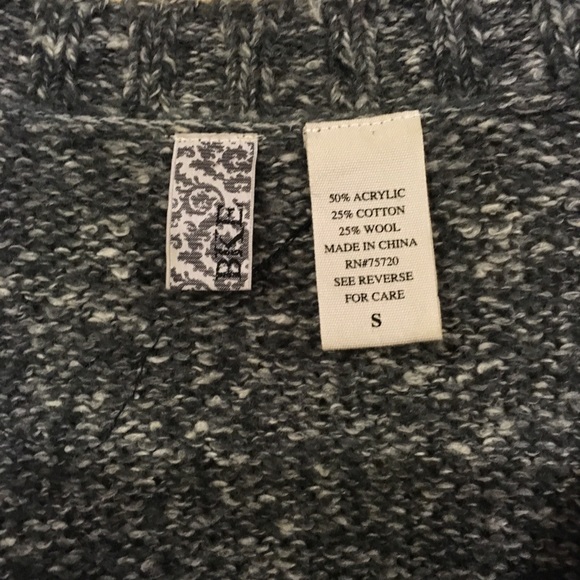 BKE
50% ACRYLIC
25% COTTON
25% WOOL
MADE IN CHINA
RN#75720
SEE REVERSE
FOR CARE
S